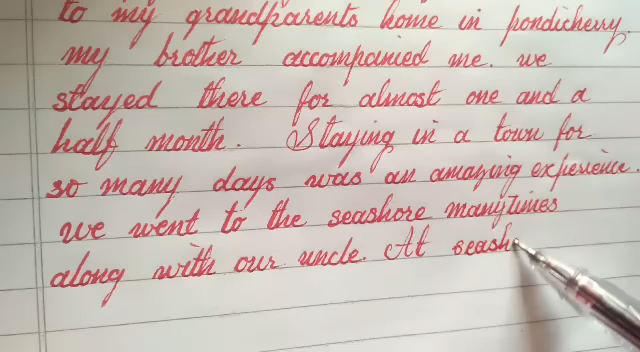 to my grandparents home in pondicherry.
my brother accompanied me. we
stayed there for almost one and a
half month. Staying in a town for
so many days was an amazing experience.
we went to the seashore manytimes
along with our uncle. At seash